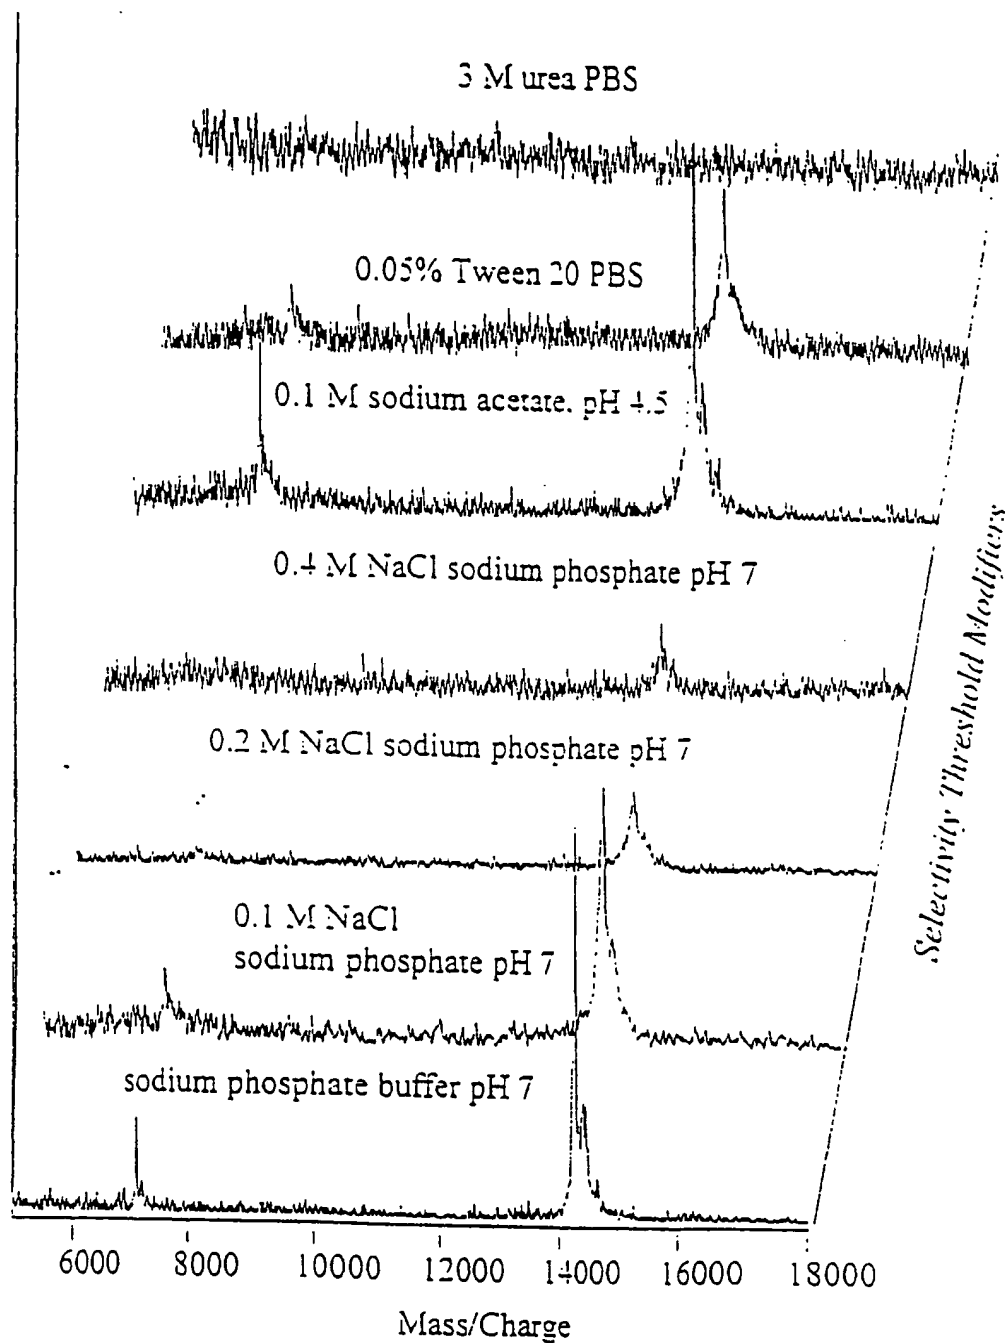 3 M urea PBS
0.05% Tween 20 PBS
0.1 M sodium acetate. pH 4.5
0.4 M NaCl sodium phosphate pH 7
0.2 M NaCl sodium phosphate pH 7
0.1 M NaCl
sodium phosphate pH 7
sodium phosphate buffer pH 7
Selectivity Threshold Modifiers
6000 8000 10000 12000 14000 16000 18000
Mass/Charge